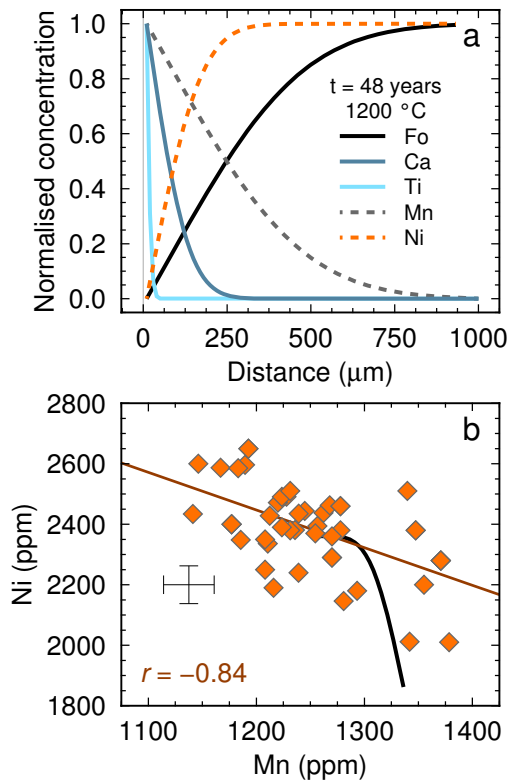 a
Normalised concentration
1.0
0.8
0.6
0.4
0.2
0.0
t = 48 years
1200 °C
Fo
Ca
Ti
Mn
Ni
0
250
500
750
1000
Distance (μm)
b
Ni (ppm)
2800
2600
2400
2200
2000
1800
r = −0.84
1100
1200
1300
1400
Mn (ppm)